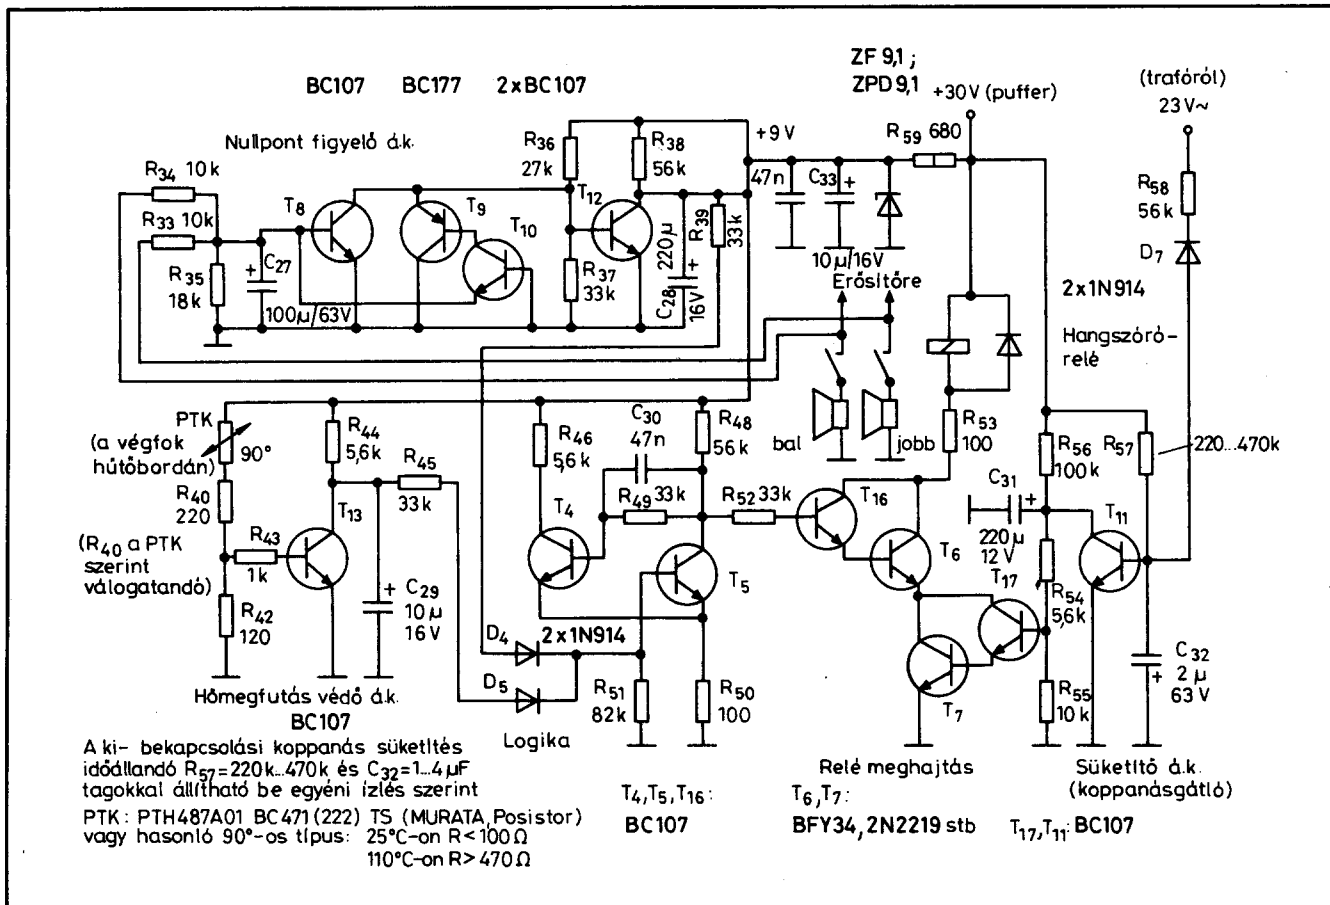 BC107
BC177
2xBC107
ZF 9,1 ;
ZPD 9,1
+30V (puffer)
(trafóról)
23 V~
Nullpont figyelő á.k.
R36
27k
R38
56k
+9 V
R59 680
R34 10k
R33 10k
R35
18k
C27
+
100µ/63V
T8
T9
T10
T12
R37
33k
220µ
C28
+
16V
R39
33k
47n
C33
+
10µ/16V
R58
56k
D7
Erősítőre
2x1N914
Hangszóró-
relé
bal
jobb
PTK
(a végfok
hűtőbordán)
90°
R40
220
(R40 a PTK
szerint
válogatandó)
R42
120
R43
1k
R44
5,6k
R45
33k
T13
+
C29
10µ
16V
R46
5,6k
C30
47n
R48
56k
R49 33k
R52 33k
T4
T5
T16
T6
T17
T7
R53
100
R56
100k
R57
220...470k
C31
+
220µ
12V
T11
R54
5,6k
R55
10k
C32
2µ
63V
+
D4
2x1N914
D5
R51
82k
R50
100
Logika
Hőmegfutás védő á.k.
BC107
Relé meghajtás
Süketítő á.k.
(koppanásgátló)
A ki- bekapcsolási koppanás süketítés
időállandó R57=220k...470k és C32=1...4µF
tagokkal állítható be egyéni ízlés szerint
PTK: PTH487A01 BC471(222) TS (MURATA, Posistor)
vagy hasonló 90°-os típus: 25°C-on R<100Ω
110°C-on R>470Ω
T4,T5,T16:
BC107
T6,T7:
BFY34, 2N2219 stb
T17,T11: BC107